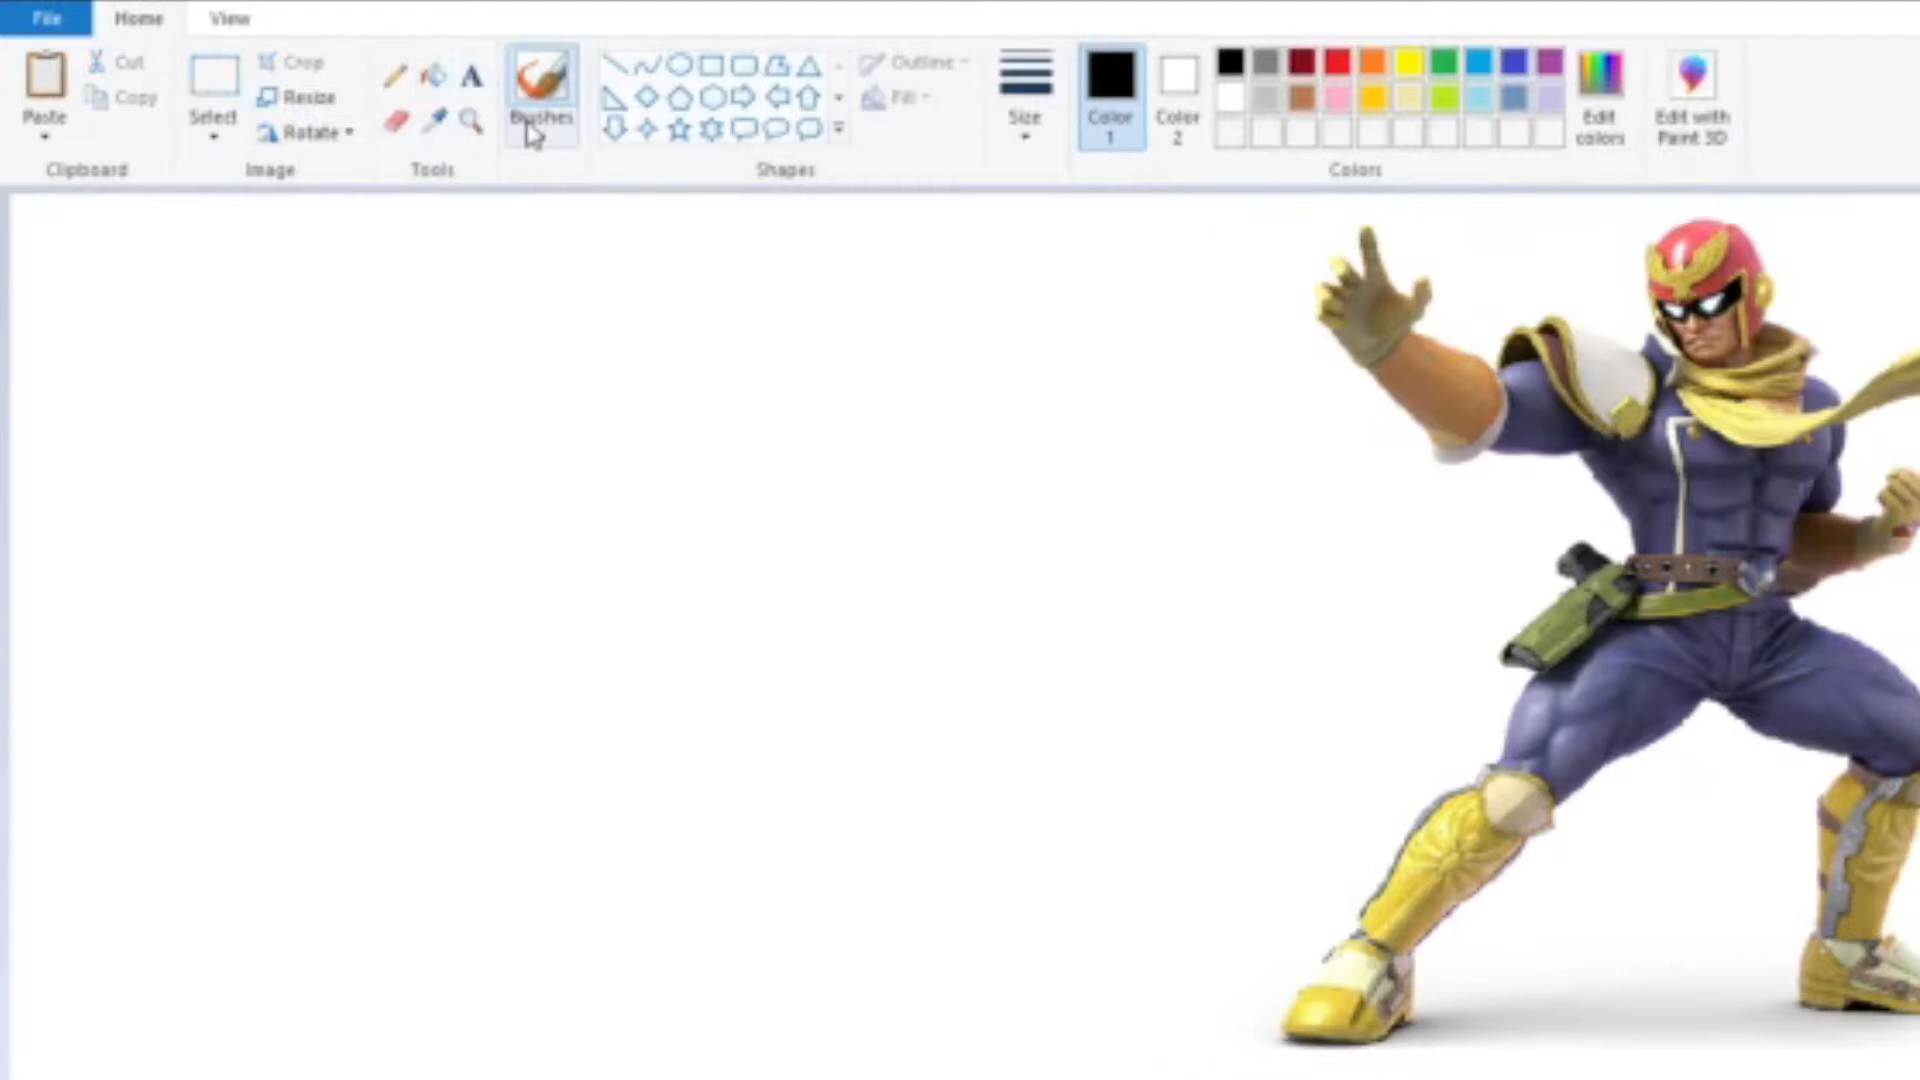 File Home View
Cut
Crop
Outline
Copy
Resize
Fill
Paste Select Rotate Brushes Size Color Color Edit Edit with
1 2 colors Paint 3D
Clipboard Image Tools Shapes Colors